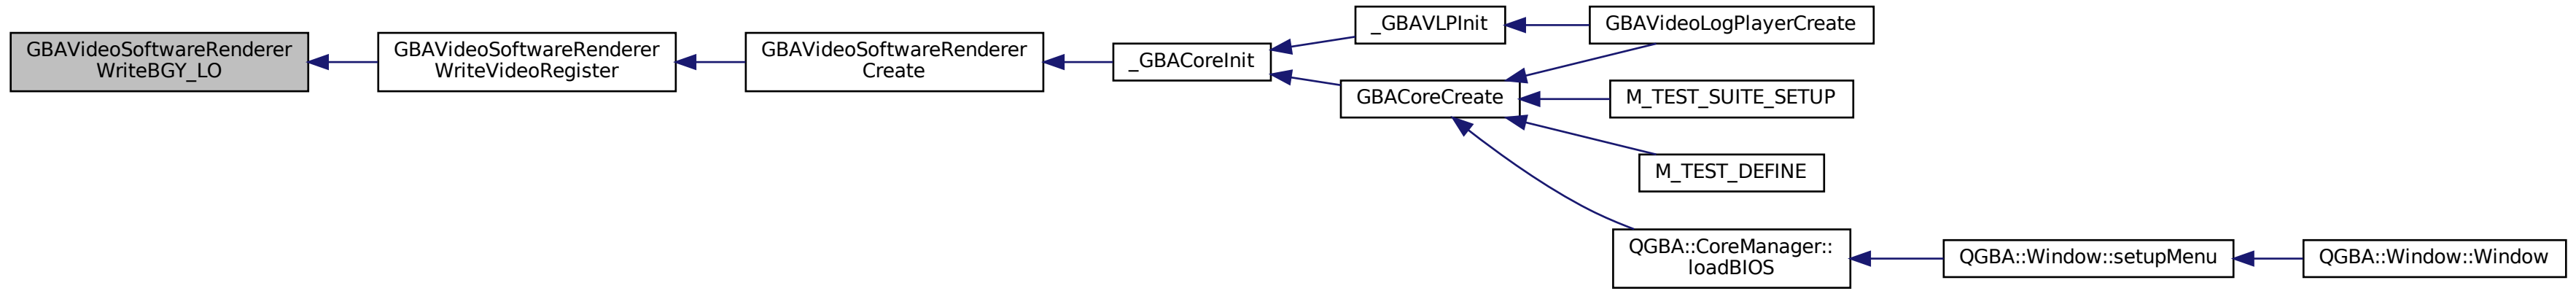 GBAVideoSoftwareRenderer
WriteBGY_LO
GBAVideoSoftwareRenderer
WriteVideoRegister
GBAVideoSoftwareRenderer
Create
_GBACoreInit
_GBAVLPInit
GBAVideoLogPlayerCreate
GBACoreCreate
M_TEST_SUITE_SETUP
M_TEST_DEFINE
QGBA::CoreManager::
loadBIOS
QGBA::Window::setupMenu
QGBA::Window::Window